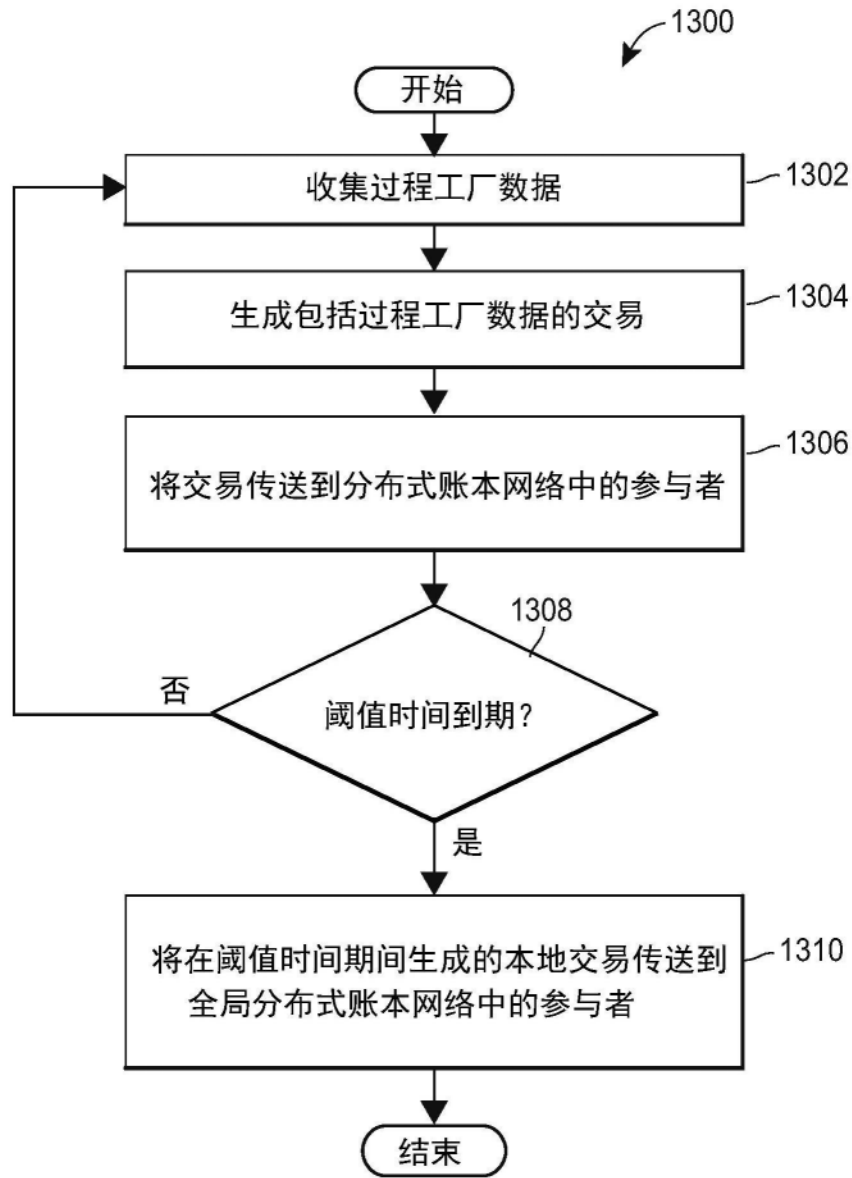 1300
开始
收集过程工厂数据
1302
生成包括过程工厂数据的交易
1304
将交易传送到分布式账本网络中的参与者
1306
1308
阈值时间到期?
否
是
将在阈值时间期间生成的本地交易传送到
全局分布式账本网络中的参与者
1310
结束